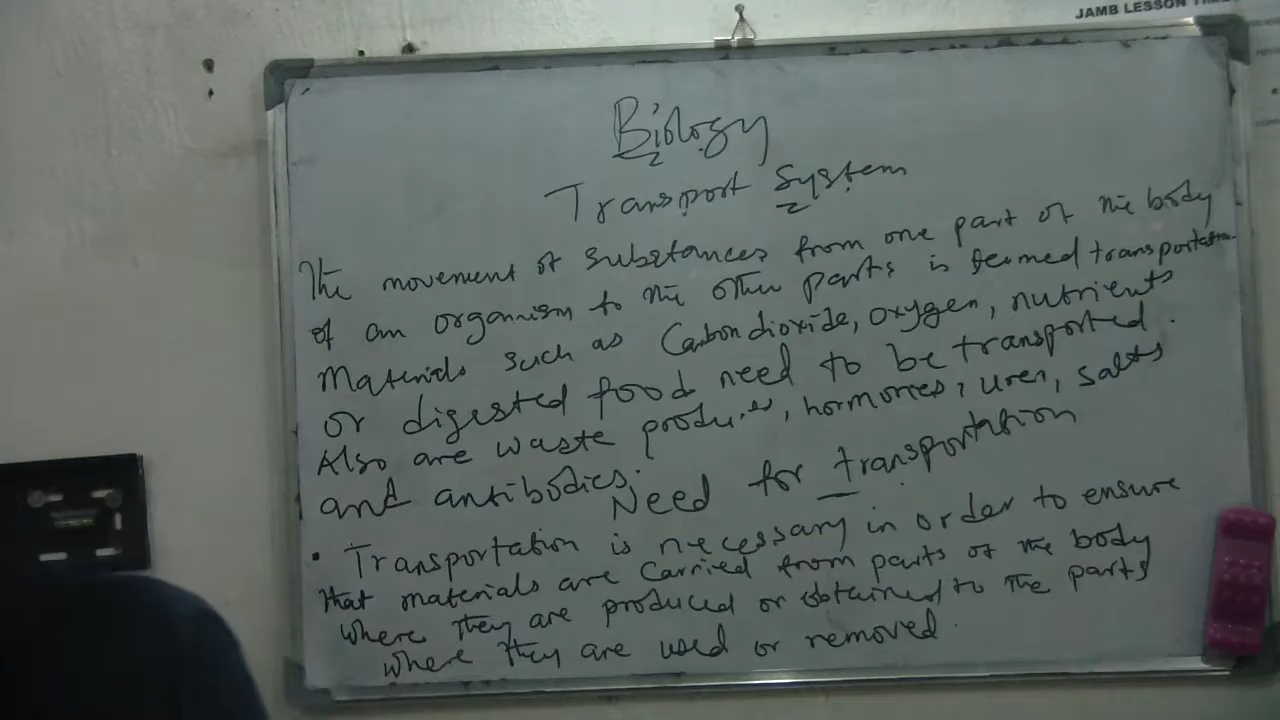 JAMB LESSON
Biology
Transport System
The movement of substances from one part of the body
of an organism to the other parts is termed transportation.
Materials such as Carbondioxide, oxygen, nutrients
or digested food need to be transported.
Also are waste products, hormones, urea, salts
and antibodies.
Need for transportation
• Transportation is necessary in order to ensure
that materials are carried from parts of the body
where they are produced or obtained to the parts
where they are used or removed.